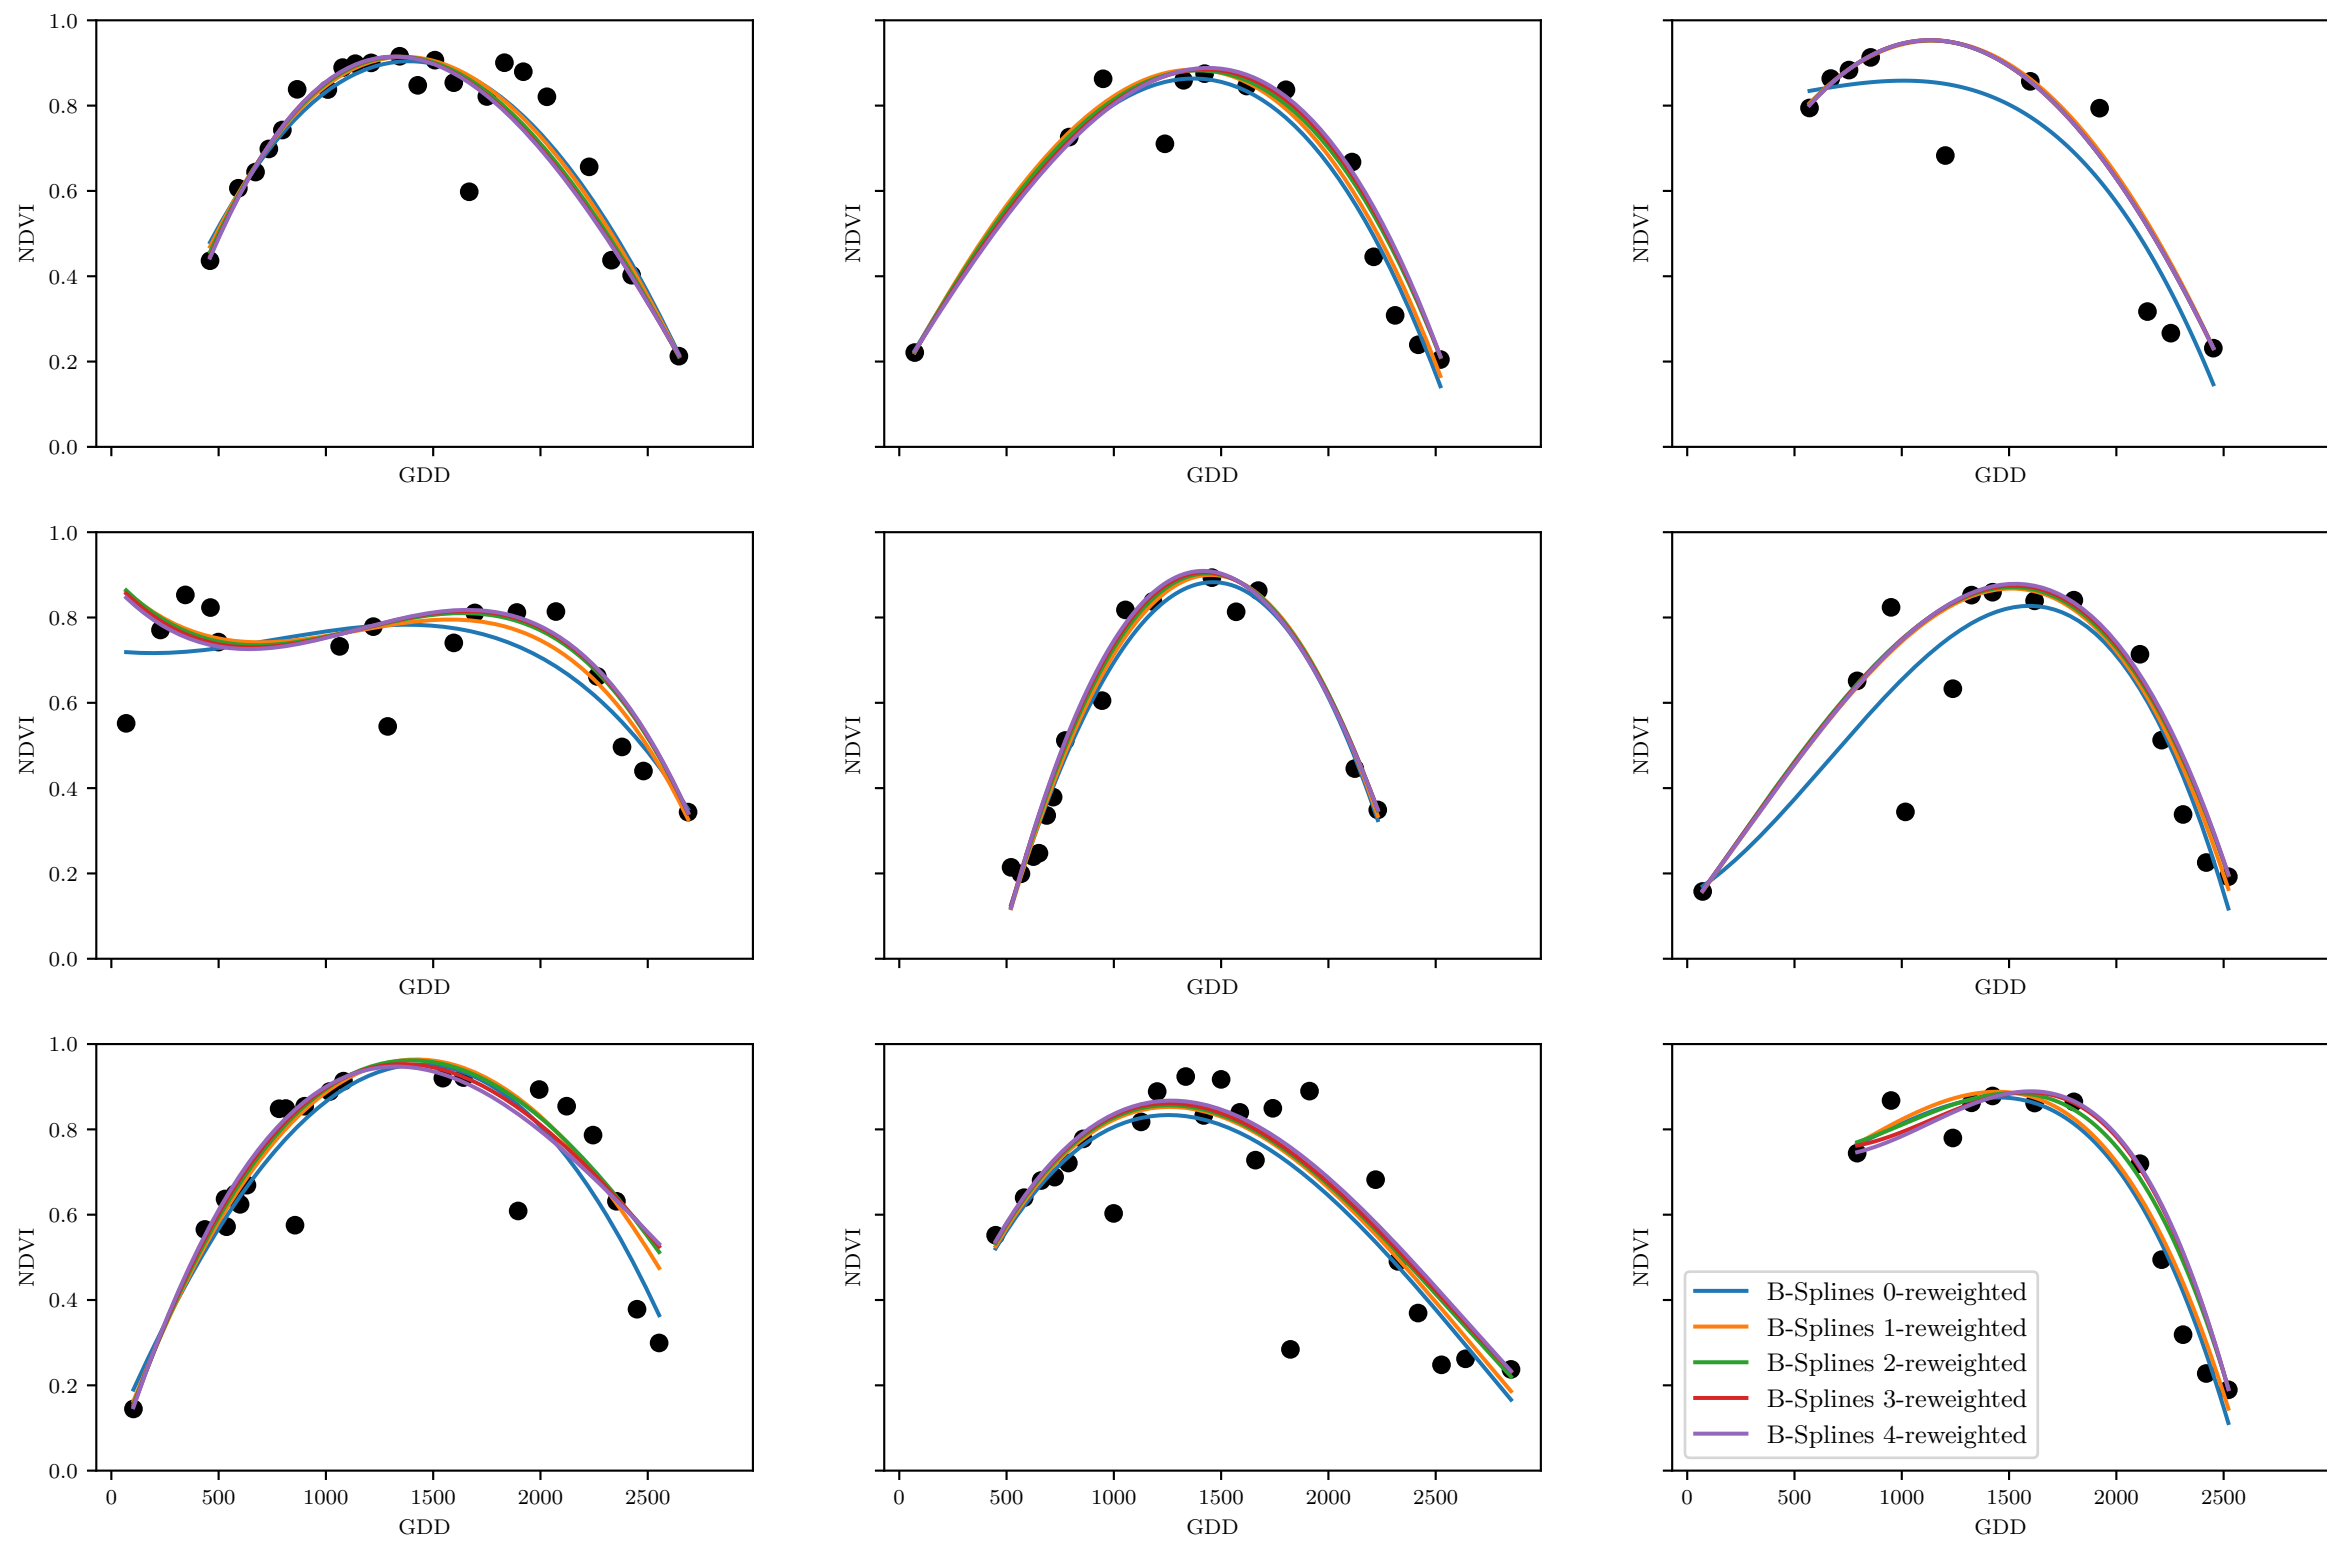 1.0
0.8
0.6
0.4
0.2
0.0
NDVI
GDD
NDVI
GDD
NDVI
GDD
1.0
0.8
0.6
0.4
0.2
0.0
NDVI
GDD
NDVI
GDD
NDVI
GDD
1.0
0.8
0.6
0.4
0.2
0.0
NDVI
0 500 1000 1500 2000 2500
GDD
NDVI
0 500 1000 1500 2000 2500
GDD
NDVI
B-Splines 0-reweighted
B-Splines 1-reweighted
B-Splines 2-reweighted
B-Splines 3-reweighted
B-Splines 4-reweighted
0 500 1000 1500 2000 2500
GDD